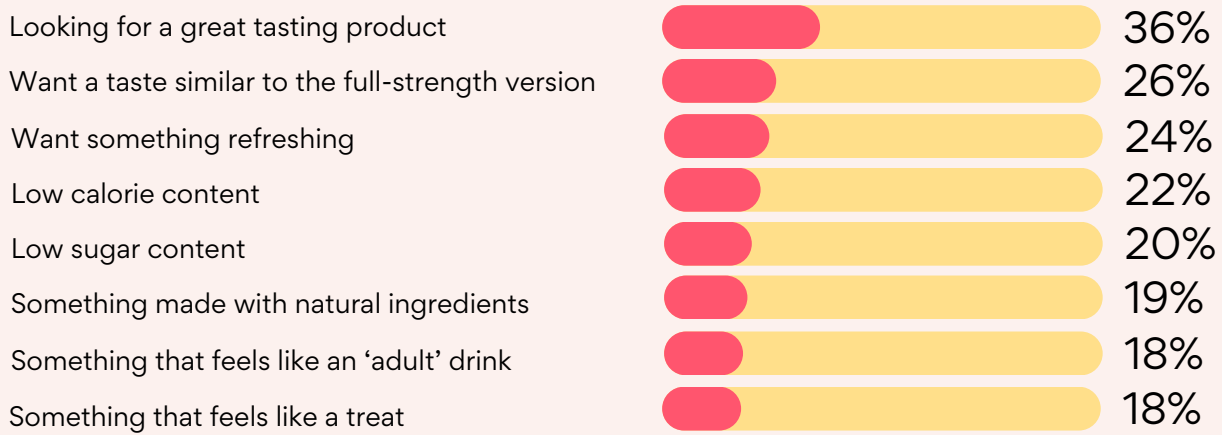 Looking for a great tasting product 36%
Want a taste similar to the full-strength version 26%
Want something refreshing 24%
Low calorie content 22%
Low sugar content 20%
Something made with natural ingredients 19%
Something that feels like an ‘adult’ drink 18%
Something that feels like a treat 18%